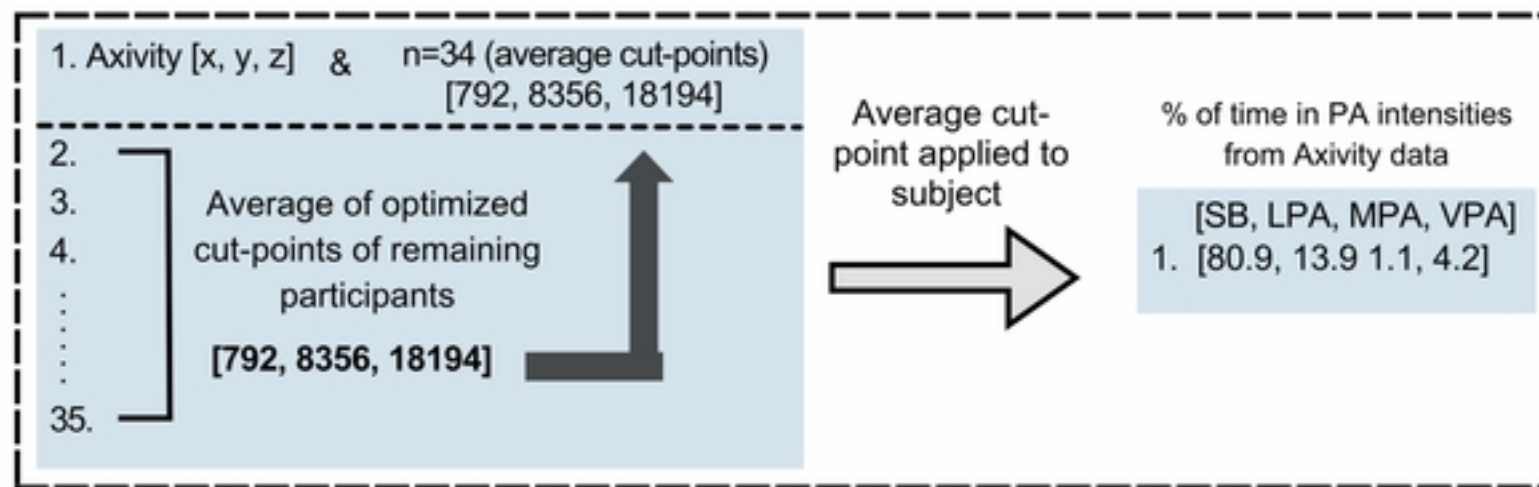 1. Axivity [x, y, z] & n=34 (average cut-points)
[792, 8356, 18194]
2.
3.
4.
35.
Average of optimized
cut-points of remaining
participants
[792, 8356, 18194]
Average cut-
point applied to
subject
% of time in PA intensities
from Axivity data
[SB, LPA, MPA, VPA]
1. [80.9, 13.9 1.1, 4.2]